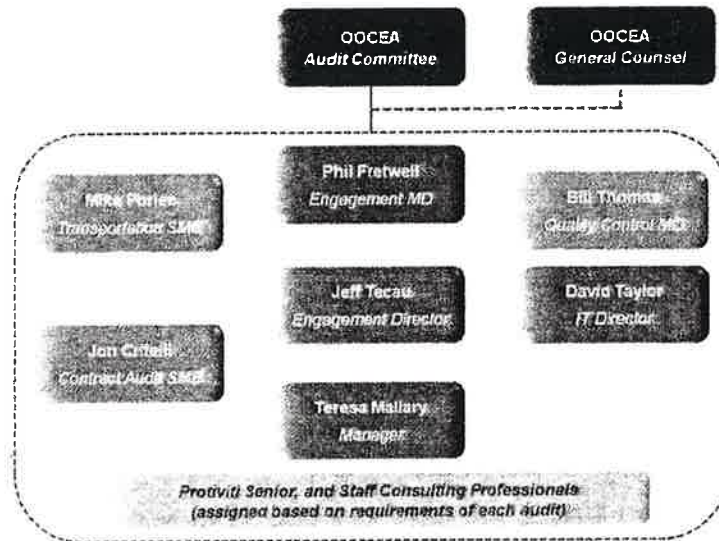 OOCEA
Audit Committee
OOCEA
General Counsel
Phil Fretwell
Engagement MD
Mike
Transportation SME
Bill Thomas
Quality Control MD
Jeff Tecau
Engagement Director
David Taylor
IT Director
Jon
Contract Audit SME
Teresa Mallary
Manager
Protiviti Senior, and Staff Consulting Professionals
(assigned based on requirements of each audit)